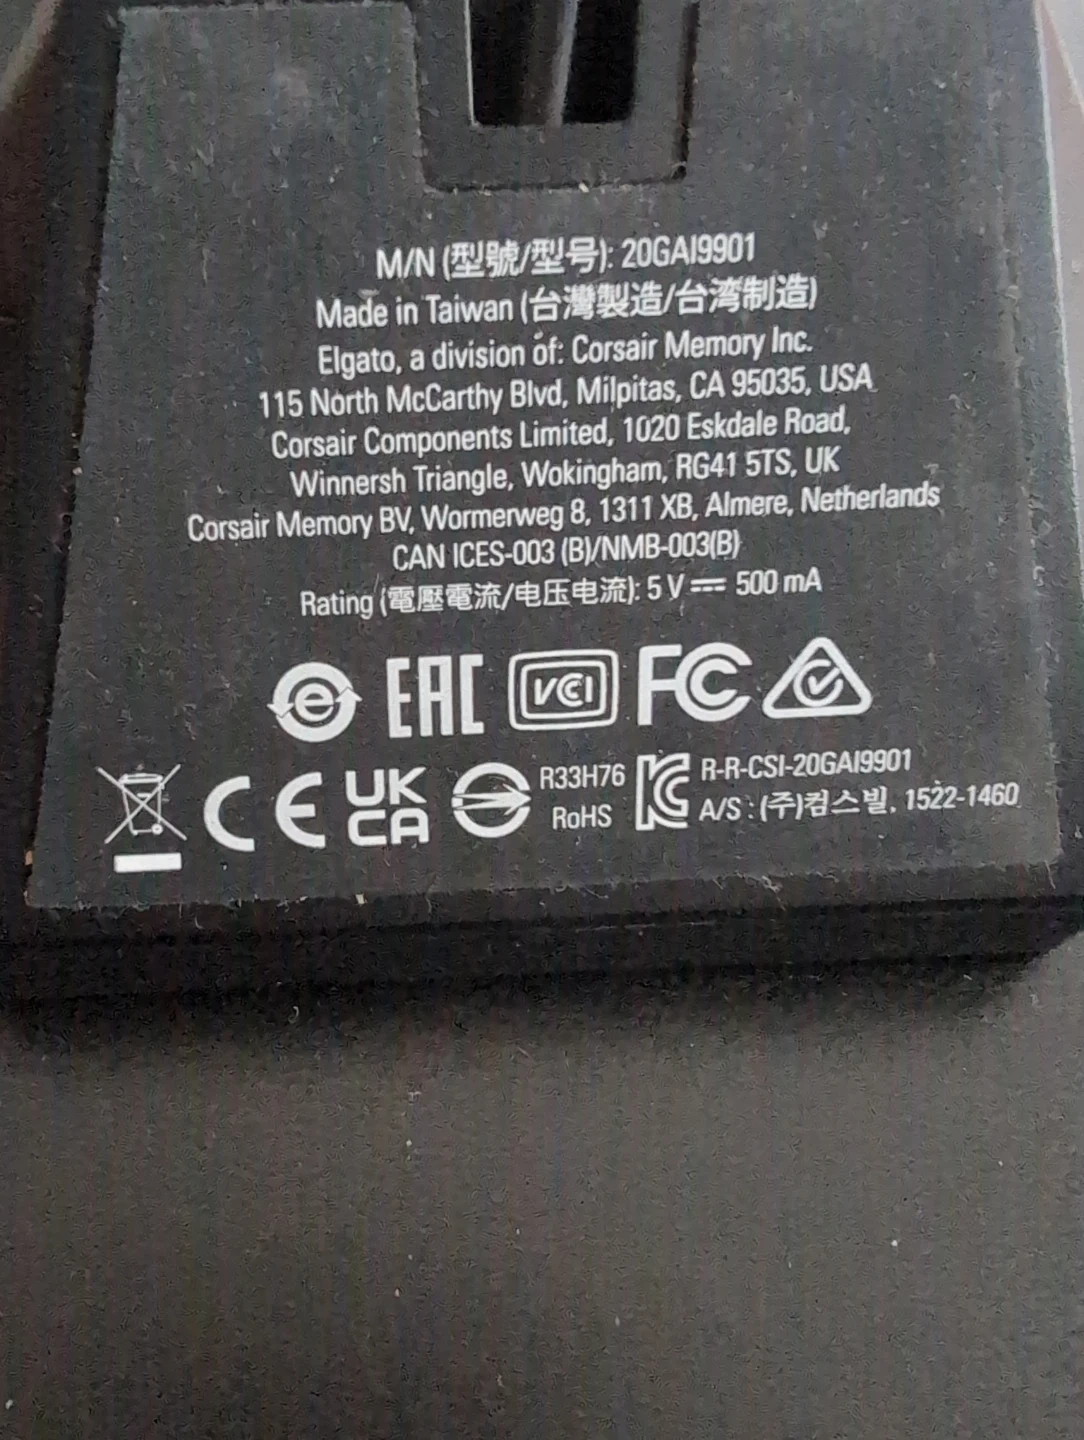 M/N (型號/型号): 20GAI9901
Made in Taiwan (台灣製造/台湾制造)
Elgato, a division of: Corsair Memory Inc.
115 North McCarthy Blvd, Milpitas, CA 95035, USA
Corsair Components Limited, 1020 Eskdale Road,
Winnersh Triangle, Wokingham, RG41 5TS, UK
Corsair Memory BV, Wormerweg 8, 1311 XB, Almere, Netherlands
CAN ICES-003 (B)/NMB-003(B)
Rating (電壓電流/电压电流): 5 V ⎓ 500 mA
e EAC VCI FC
CE UK CA R33H76 RoHS R-R-CSI-20GAI9901
A/S : (주)컴스빌, 1522-1460